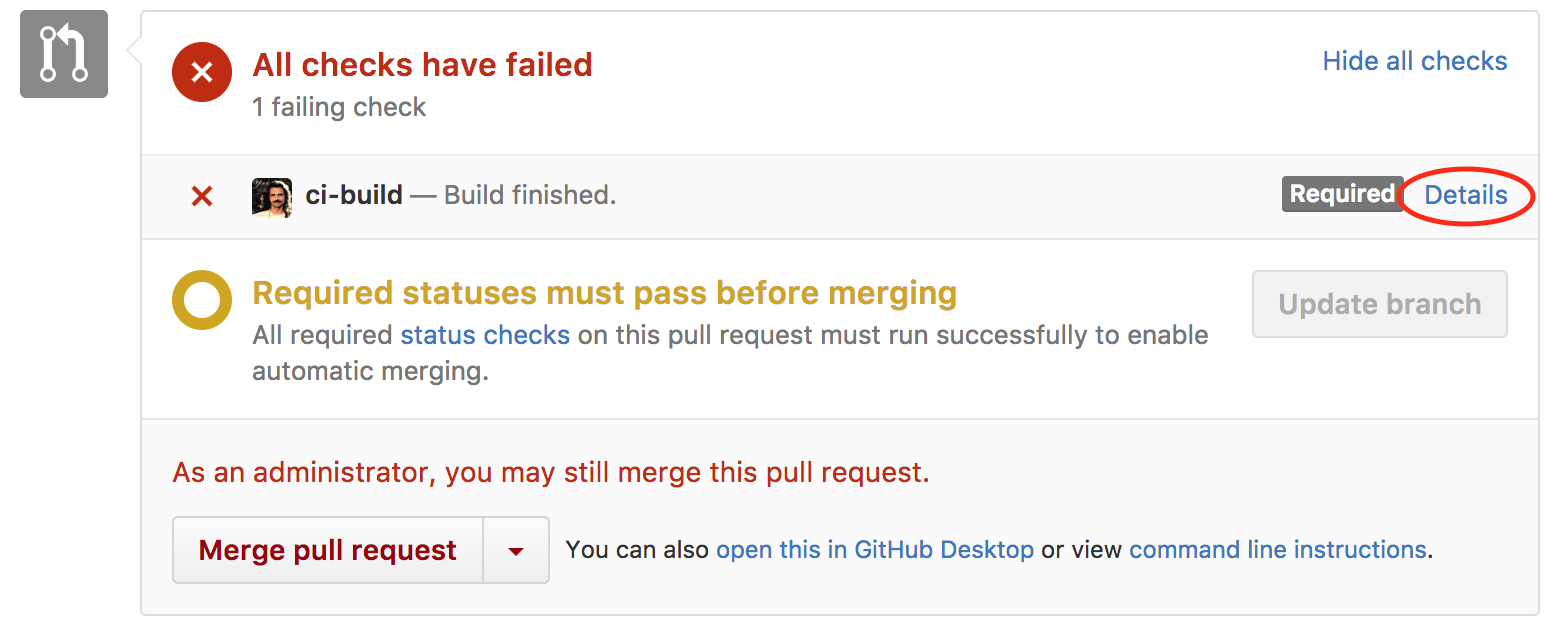 All checks have failed
Hide all checks
1 failing check
ci-build — Build finished.
Required
Details
Required statuses must pass before merging
Update branch
All required status checks on this pull request must run successfully to enable
automatic merging.
As an administrator, you may still merge this pull request.
Merge pull request
You can also open this in GitHub Desktop or view command line instructions.